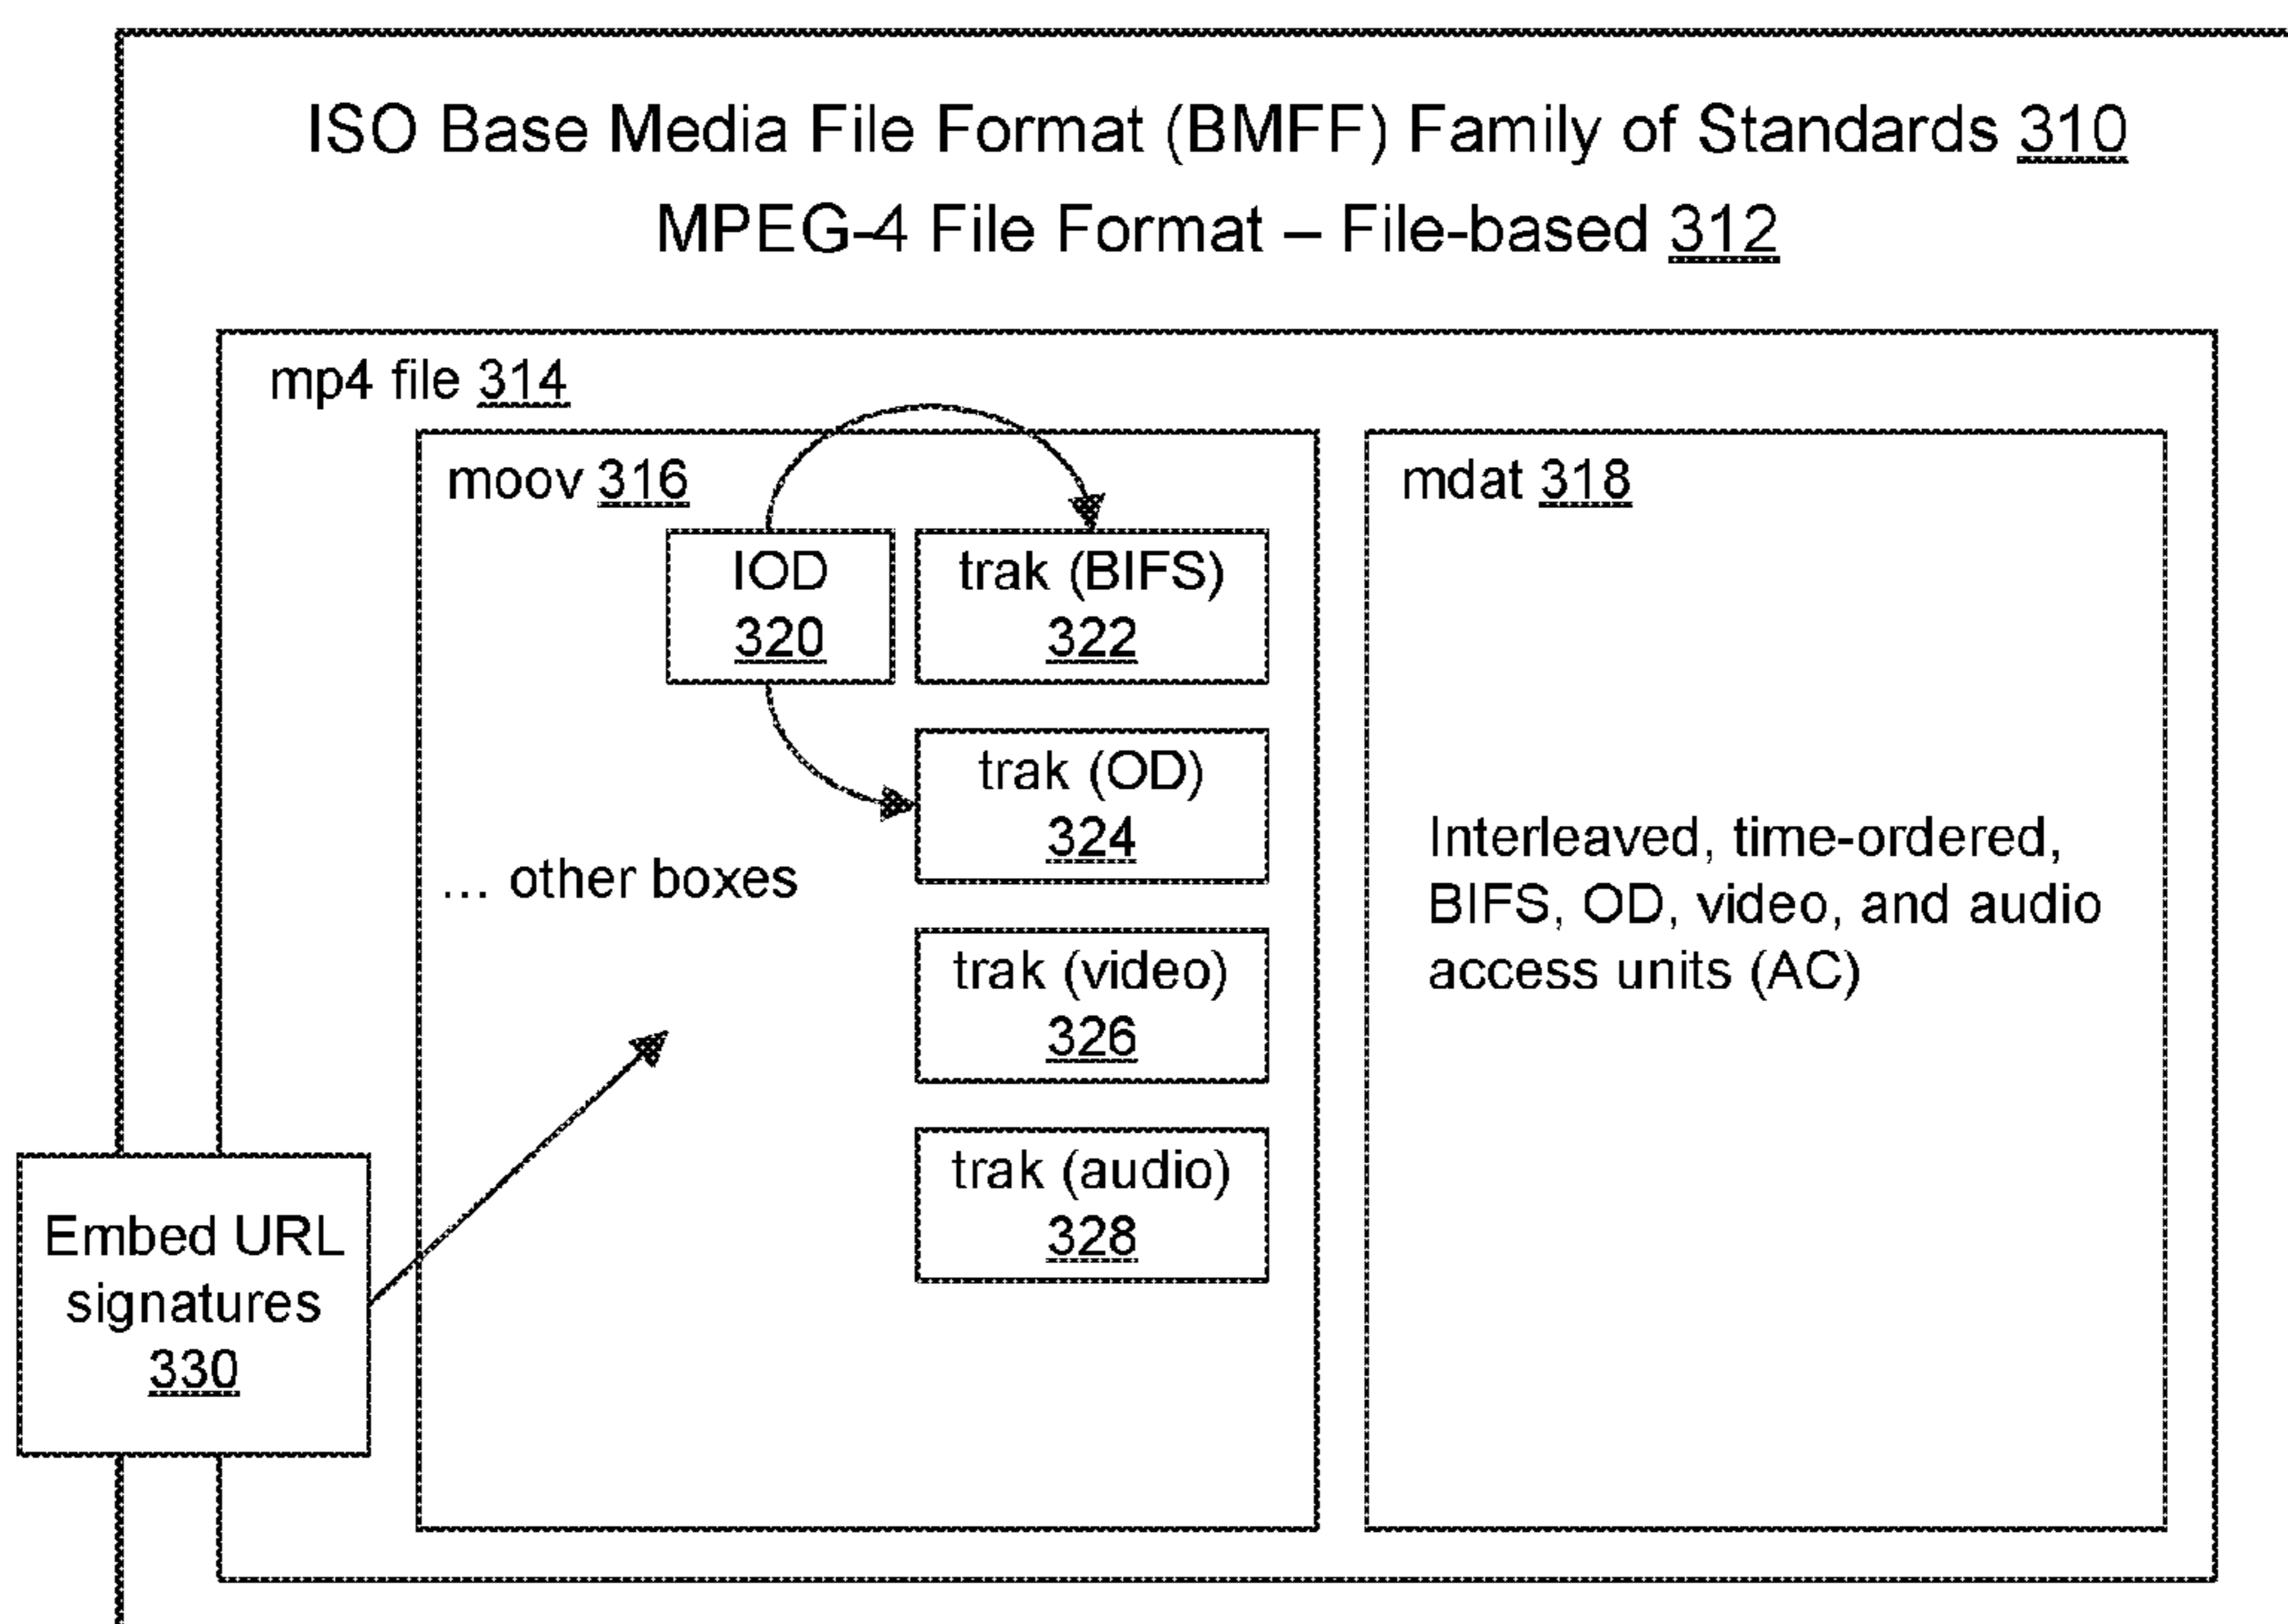 ISO Base Media File Format (BMFF) Family of Standards 310
MPEG-4 File Format – File-based 312
mp4 file 314
moov 316
IOD
320
trak (BIFS)
322
trak (OD)
324
... other boxes
trak (video)
326
trak (audio)
328
Embed URL
signatures
330
mdat 318
Interleaved, time-ordered,
BIFS, OD, video, and audio
access units (AC)